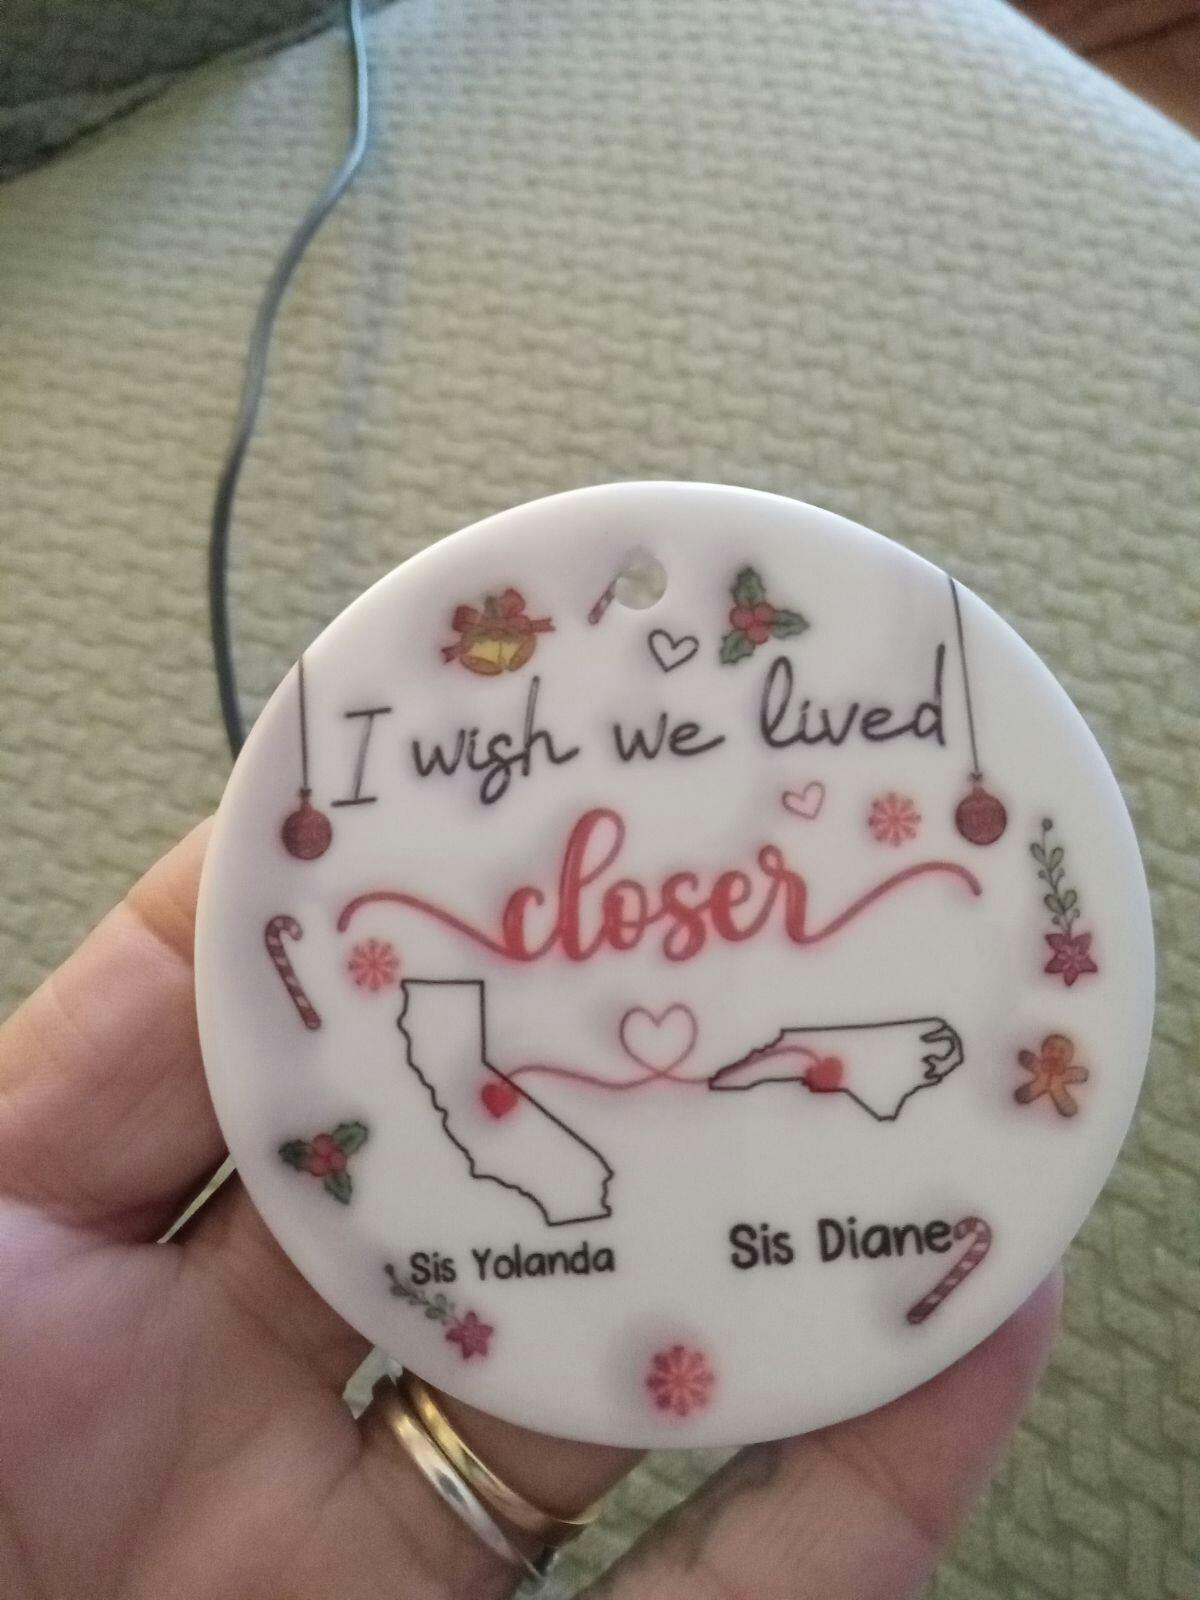 I wish we lived
closer
Sis Yolanda
Sis Diane